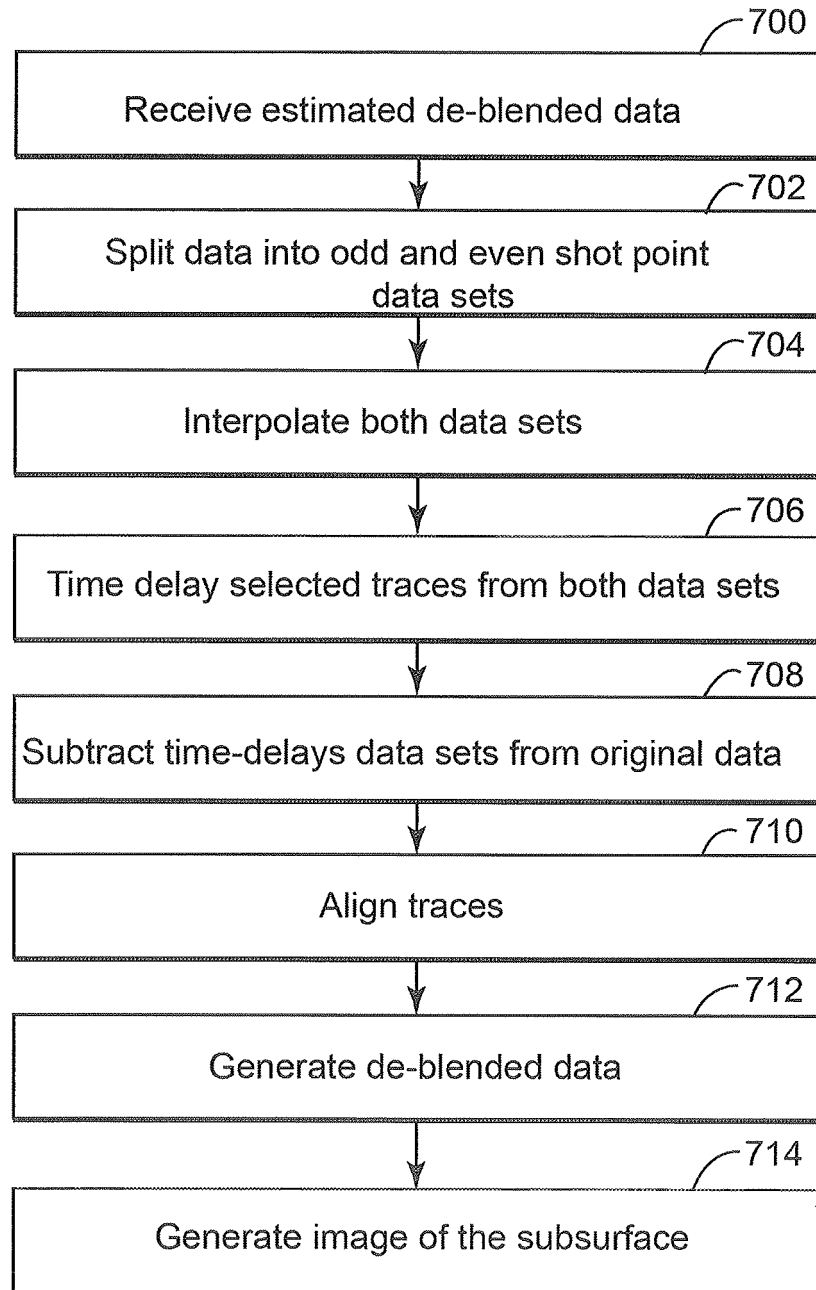 700
Receive estimated de-blended data
702
Split data into odd and even shot point
data sets
704
Interpolate both data sets
706
Time delay selected traces from both data sets
708
Subtract time-delays data sets from original data
710
Align traces
712
Generate de-blended data
714
Generate image of the subsurface